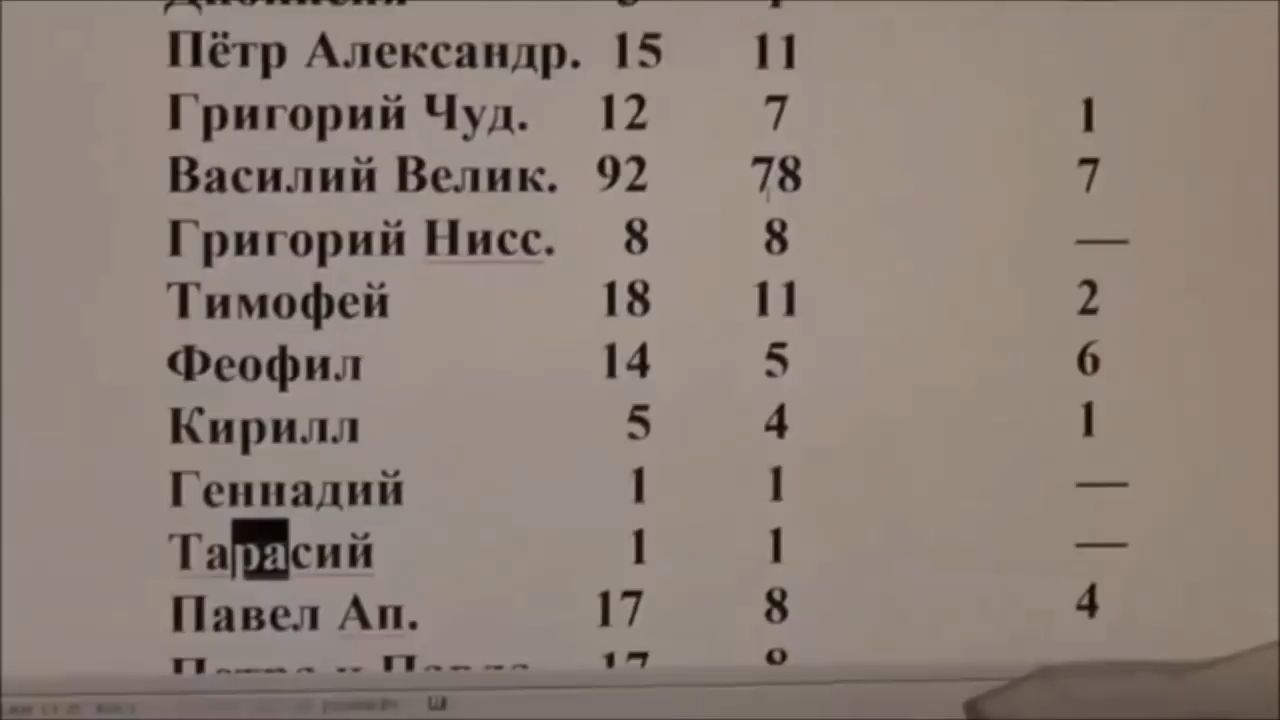 Пётр Александр. 15 11
Григорий Чуд. 12 7 1
Василий Велик. 92 78 7
Григорий Нисс. 8 8 —
Тимофей 18 11 2
Феофил 14 5 6
Кирилл 5 4 1
Геннадий 1 1 —
Тарасий 1 1 —
Павел Ап. 17 8 4